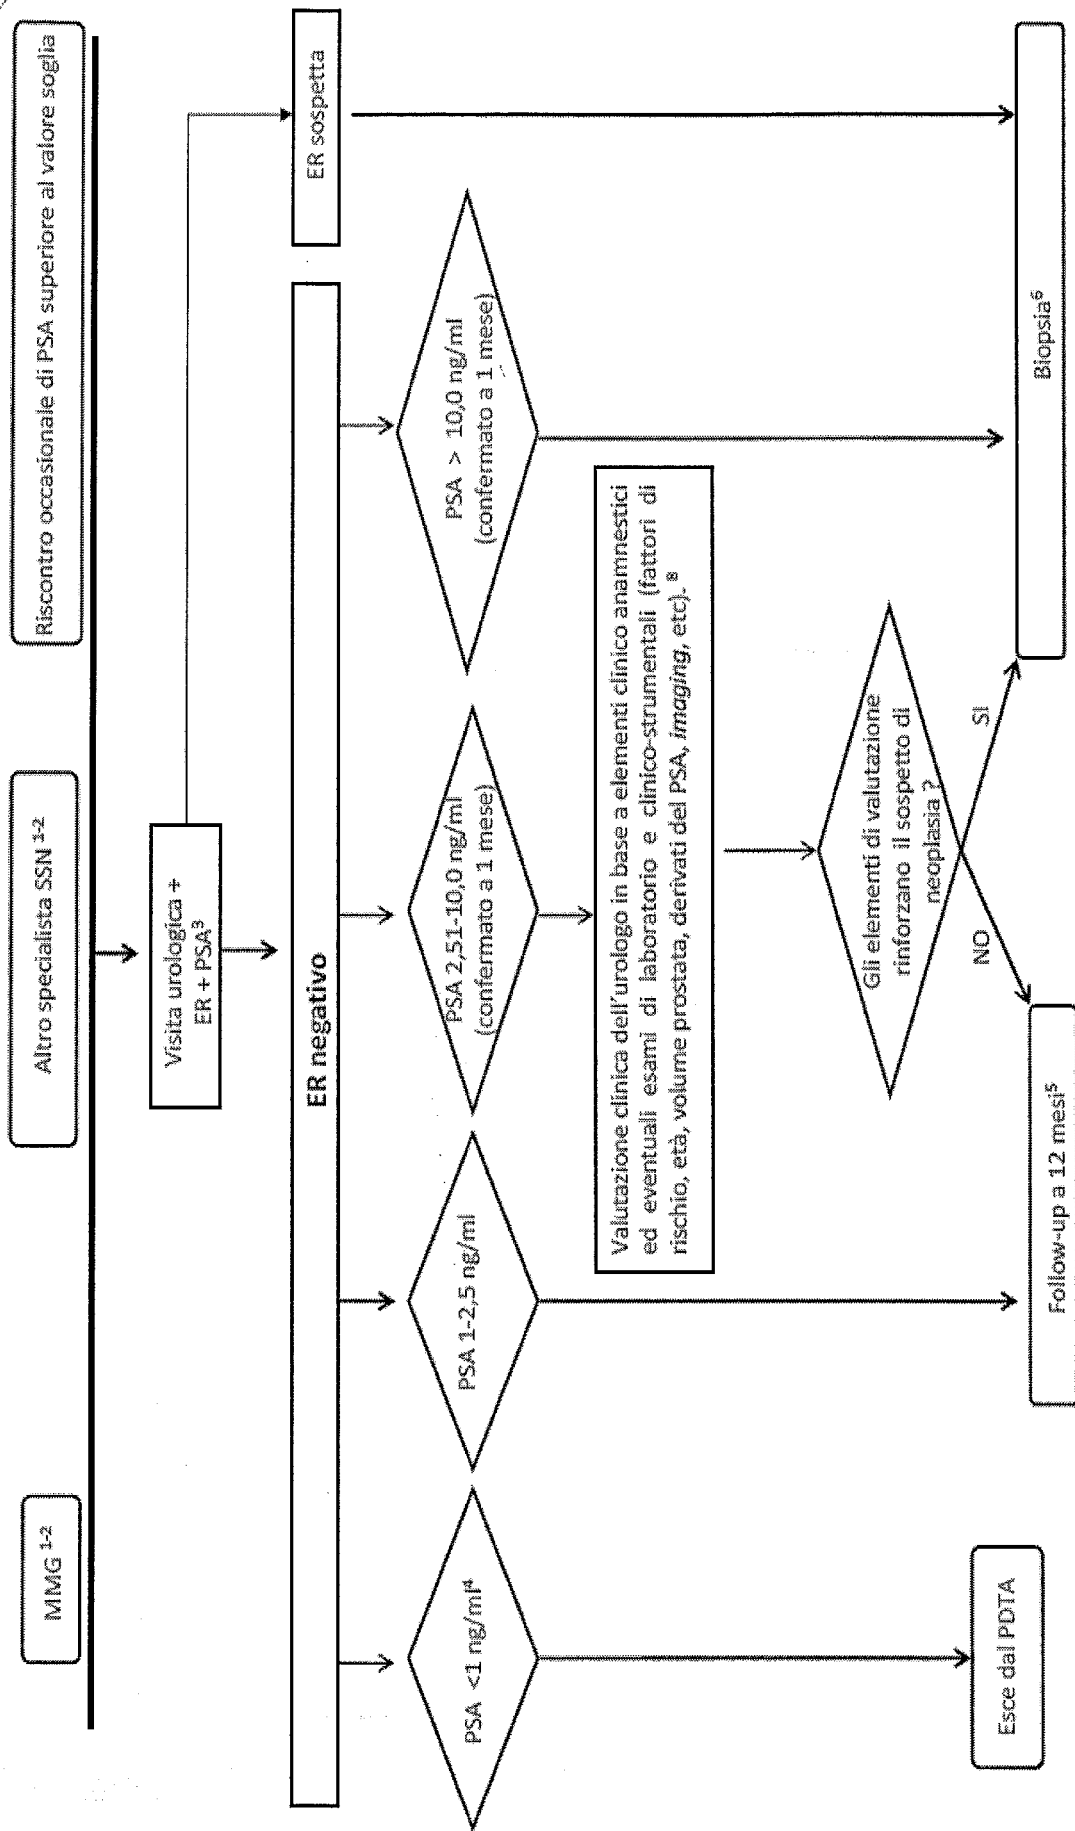 MMG 1-2
Altro specialista SSN 1-2
Riscontro occasionale di PSA superiore al valore soglia
Visita urologica +
ER + PSA3
ER negativo
ER sospetta
PSA <1 ng/ml4
PSA 1-2,5 ng/ml
PSA 2,51-10,0 ng/ml
(confermato a 1 mese)
PSA > 10,0 ng/ml
(confermato a 1 mese)
Valutazione clinica dell'urologo in base a elementi clinico anamnestici
ed eventuali esami di laboratorio e clinico-strumentali (fattori di
rischio, età, volume prostata, derivati del PSA, imaging, etc). 8
Gli elementi di valutazione
rinforzano il sospetto di
neoplasia ?
NO
SI
Esce dal PDTA
Follow-up a 12 mesi5
Biopsia6